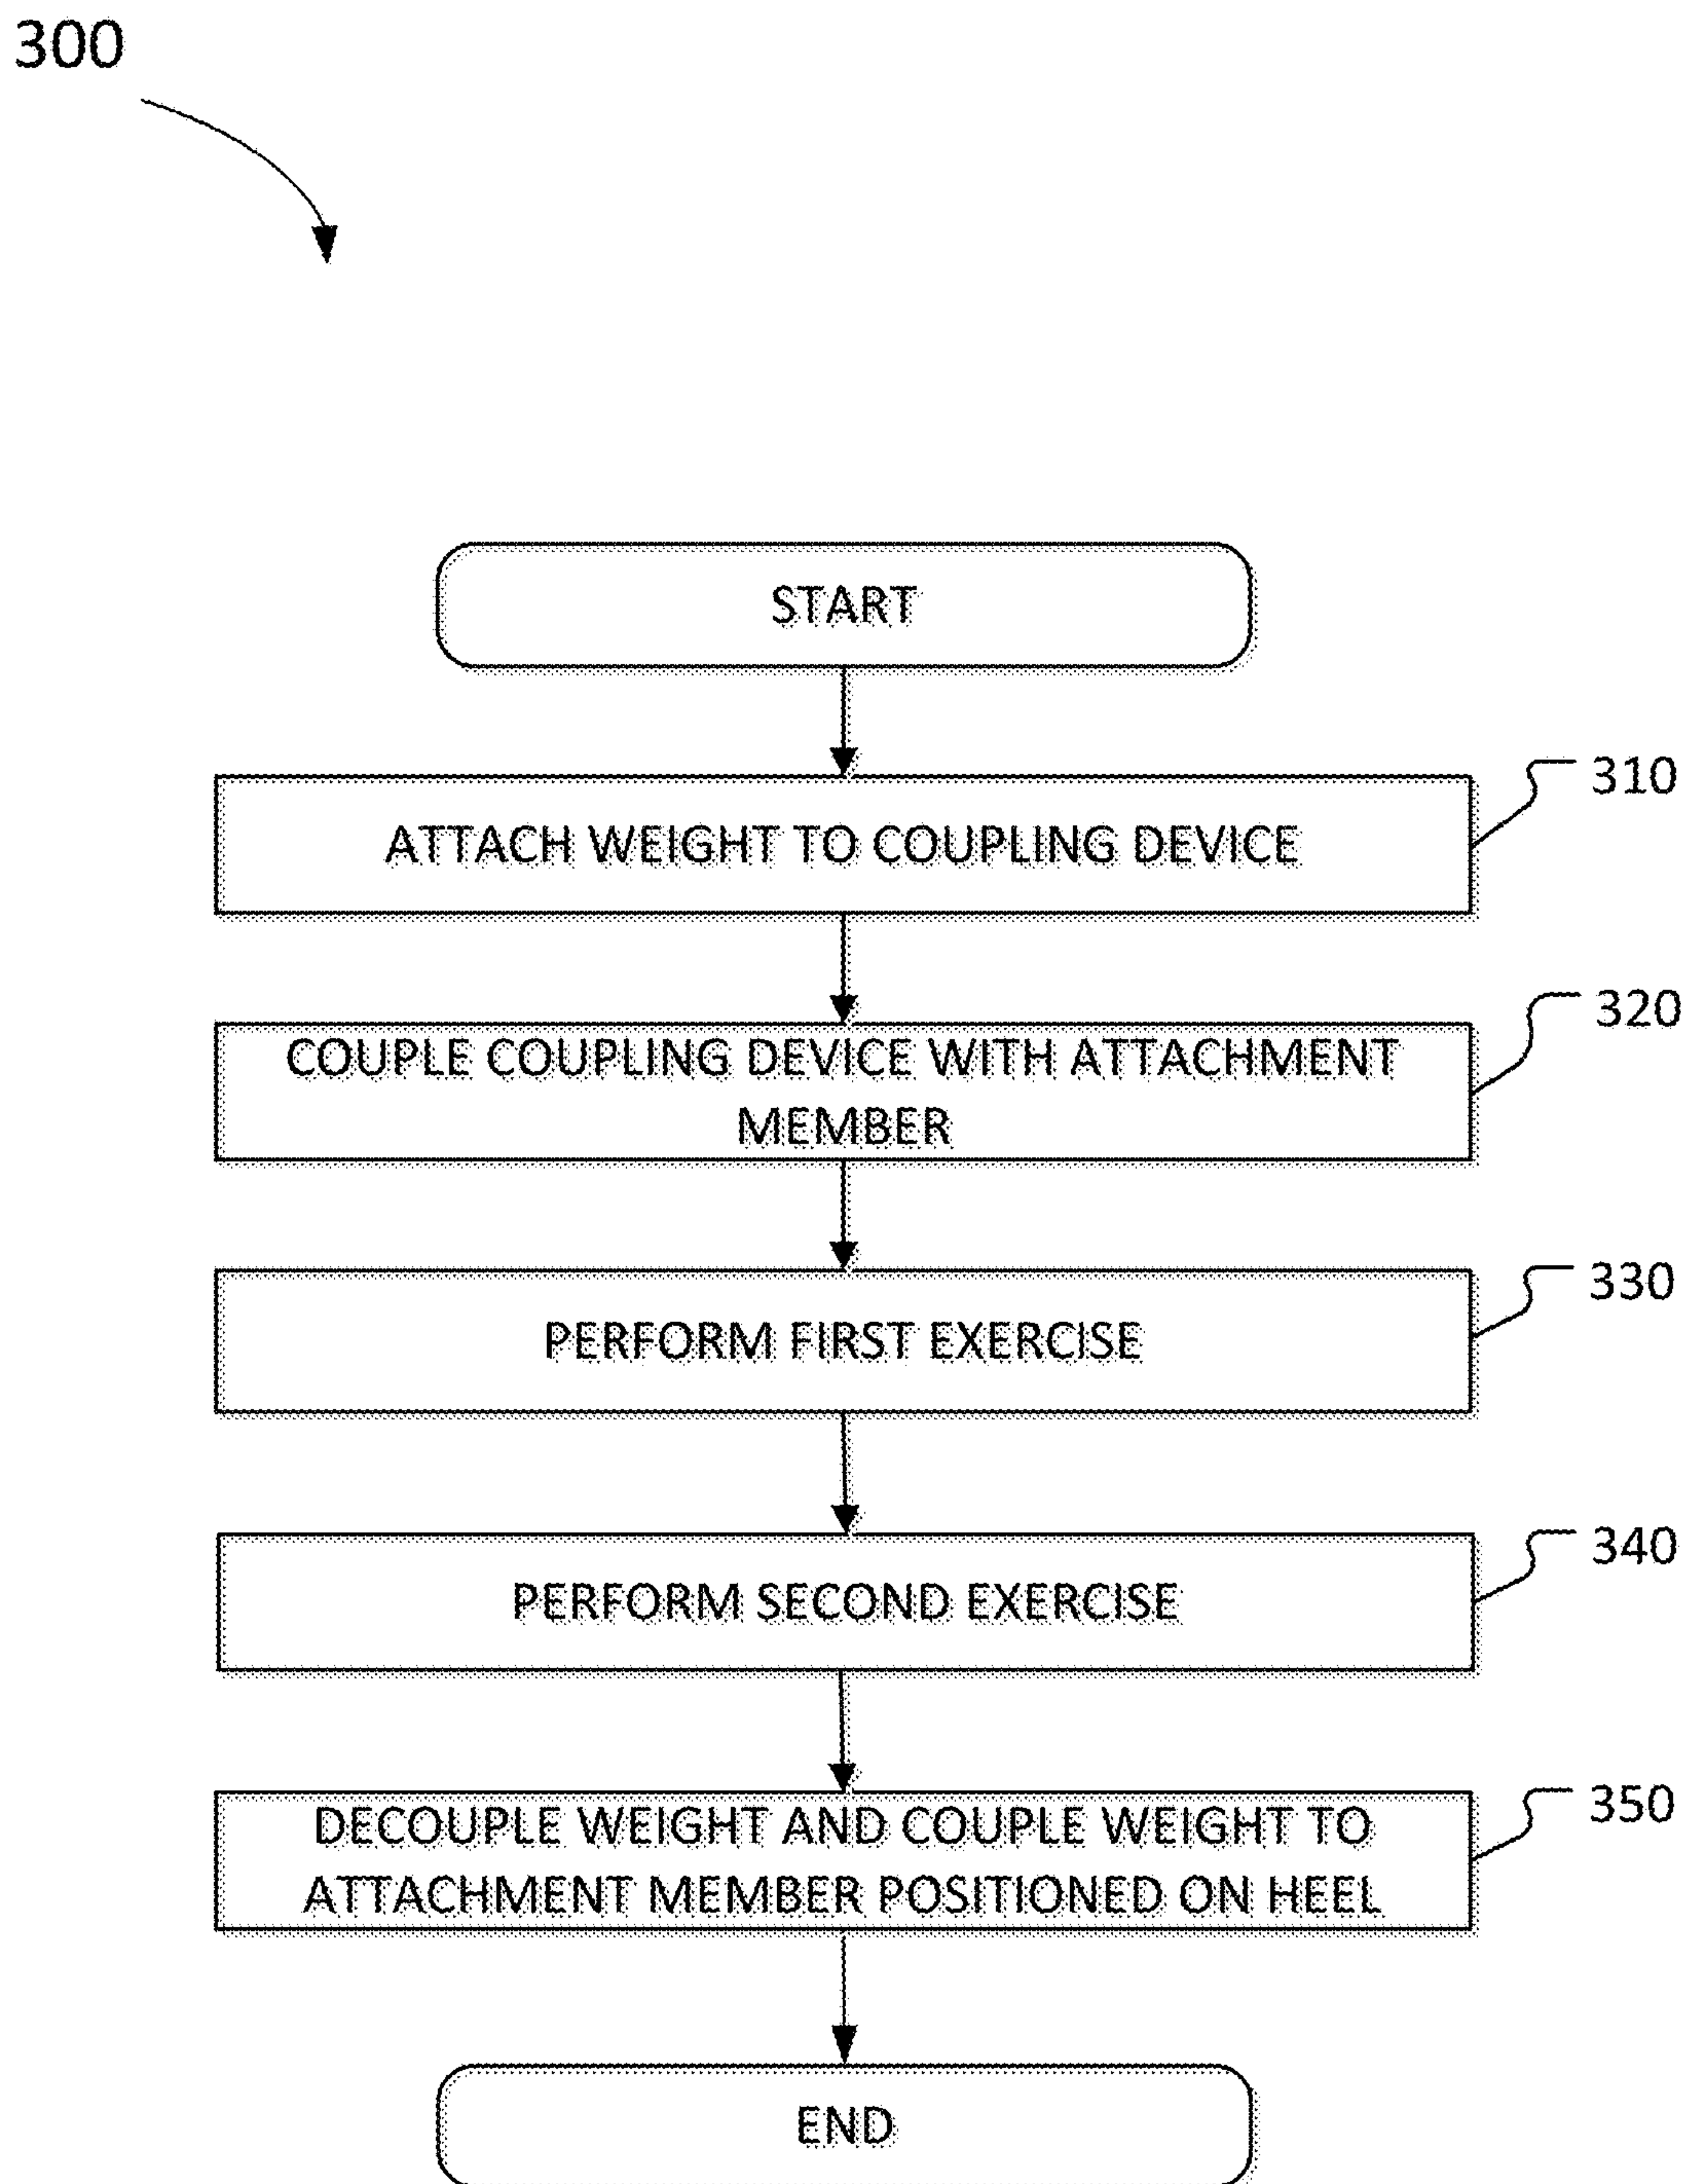 300
START
ATTACH WEIGHT TO COUPLING DEVICE
310
COUPLE COUPLING DEVICE WITH ATTACHMENT
MEMBER
320
PERFORM FIRST EXERCISE
330
PERFORM SECOND EXERCISE
340
DECOUPLE WEIGHT AND COUPLE WEIGHT TO
ATTACHMENT MEMBER POSITIONED ON HEEL
350
END